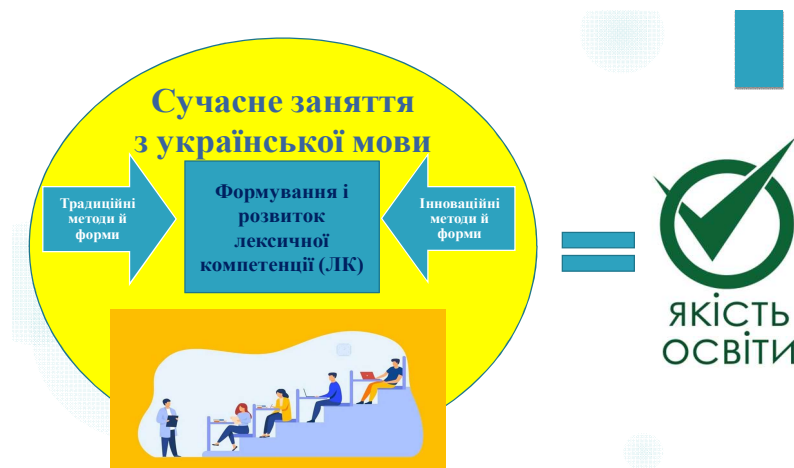 Сучасне заняття
з української мови
Традиційні
методи й
форми
Формування і
розвиток
лексичної
компетенції (ЛК)
Інноваційні
методи й
форми
ЯКІСТЬ
ОСВІТИ